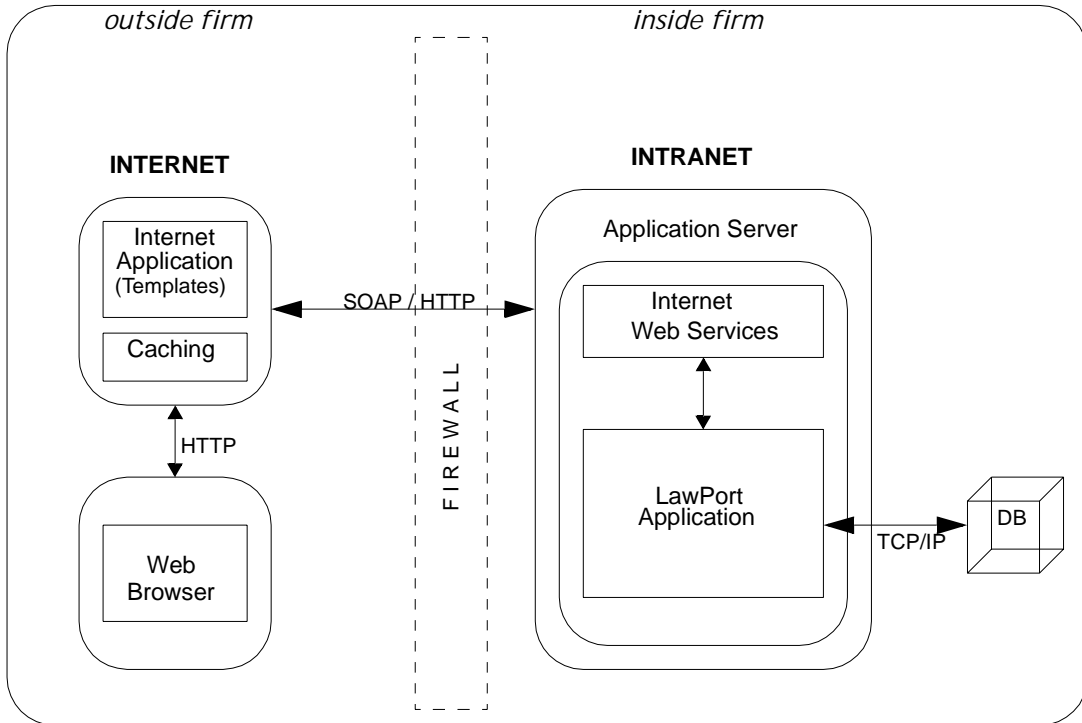 outside firm
inside firm
INTERNET
INTRANET
Internet
Application
(Templates)
Caching
HTTP
Web
Browser
SOAP / HTTP
FIREWALL
Application Server
Internet
Web Services
LawPort
Application
TCP/IP
DB